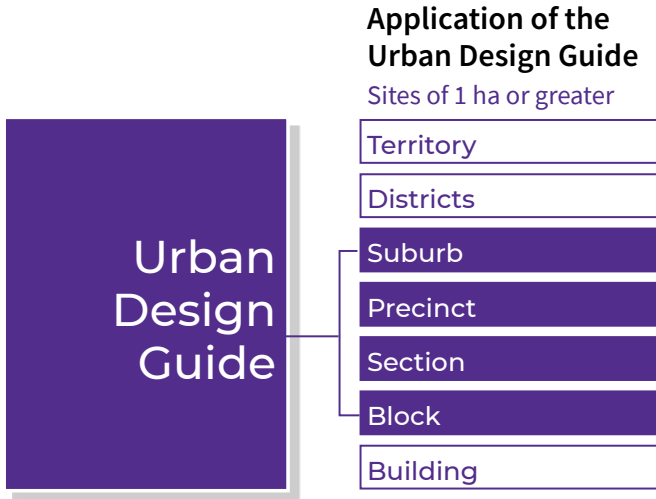 Application of the
Urban Design Guide
Sites of 1 ha or greater
Territory
Districts
Suburb
Precinct
Section
Block
Building
Urban
Design
Guide